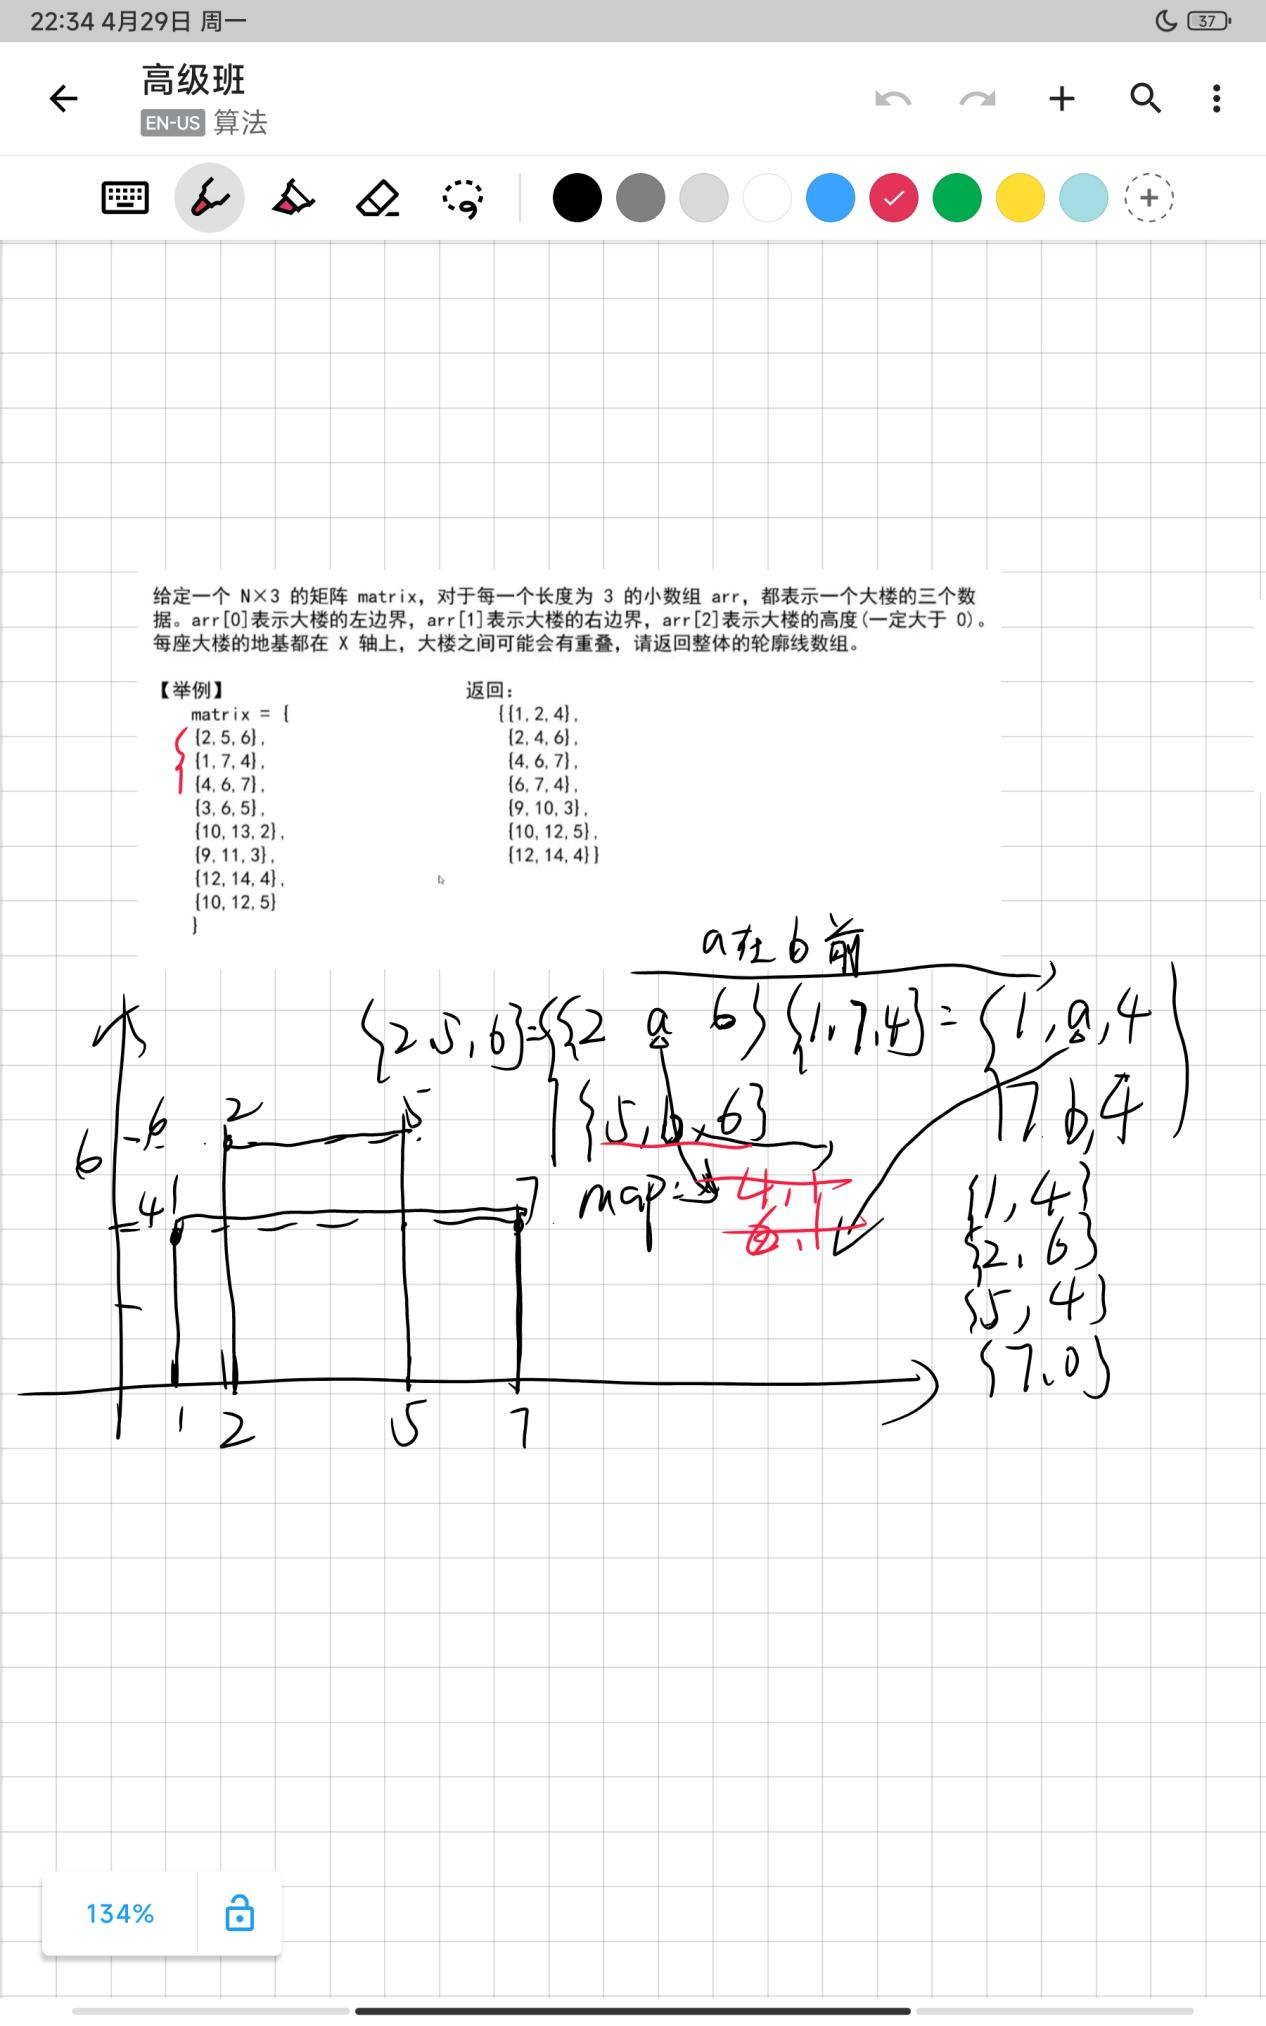 22:34 4月29日 周一
37
高级班
EN-US 算法
给定一个 N×3 的矩阵 matrix，对于每一个长度为 3 的小数组 arr，都表示一个大楼的三个数
据。arr[0]表示大楼的左边界，arr[1]表示大楼的右边界，arr[2]表示大楼的高度(一定大于 0)。
每座大楼的地基都在 X 轴上，大楼之间可能会有重叠，请返回整体的轮廓线数组。
【举例】
matrix = {
{2,5,6},
{1,7,4},
{4,6,7},
{3,6,5},
{10,13,2},
{9,11,3},
{12,14,4},
{10,12,5}
}
返回：
{{1,2,4},
{2,4,6},
{4,6,7},
{6,7,4},
{9,10,3},
{10,12,5},
{12,14,4}}
a在b前
{2 5,6}={{2 a 6} {1,7,4}={1,a,4
{5,b,6} 7 b,4
2 5
6 6
4 1 7
map: 4,1
6,1
{1,4}
{2,6}
{5,4}
{7,0}
1 2 5 7
134%